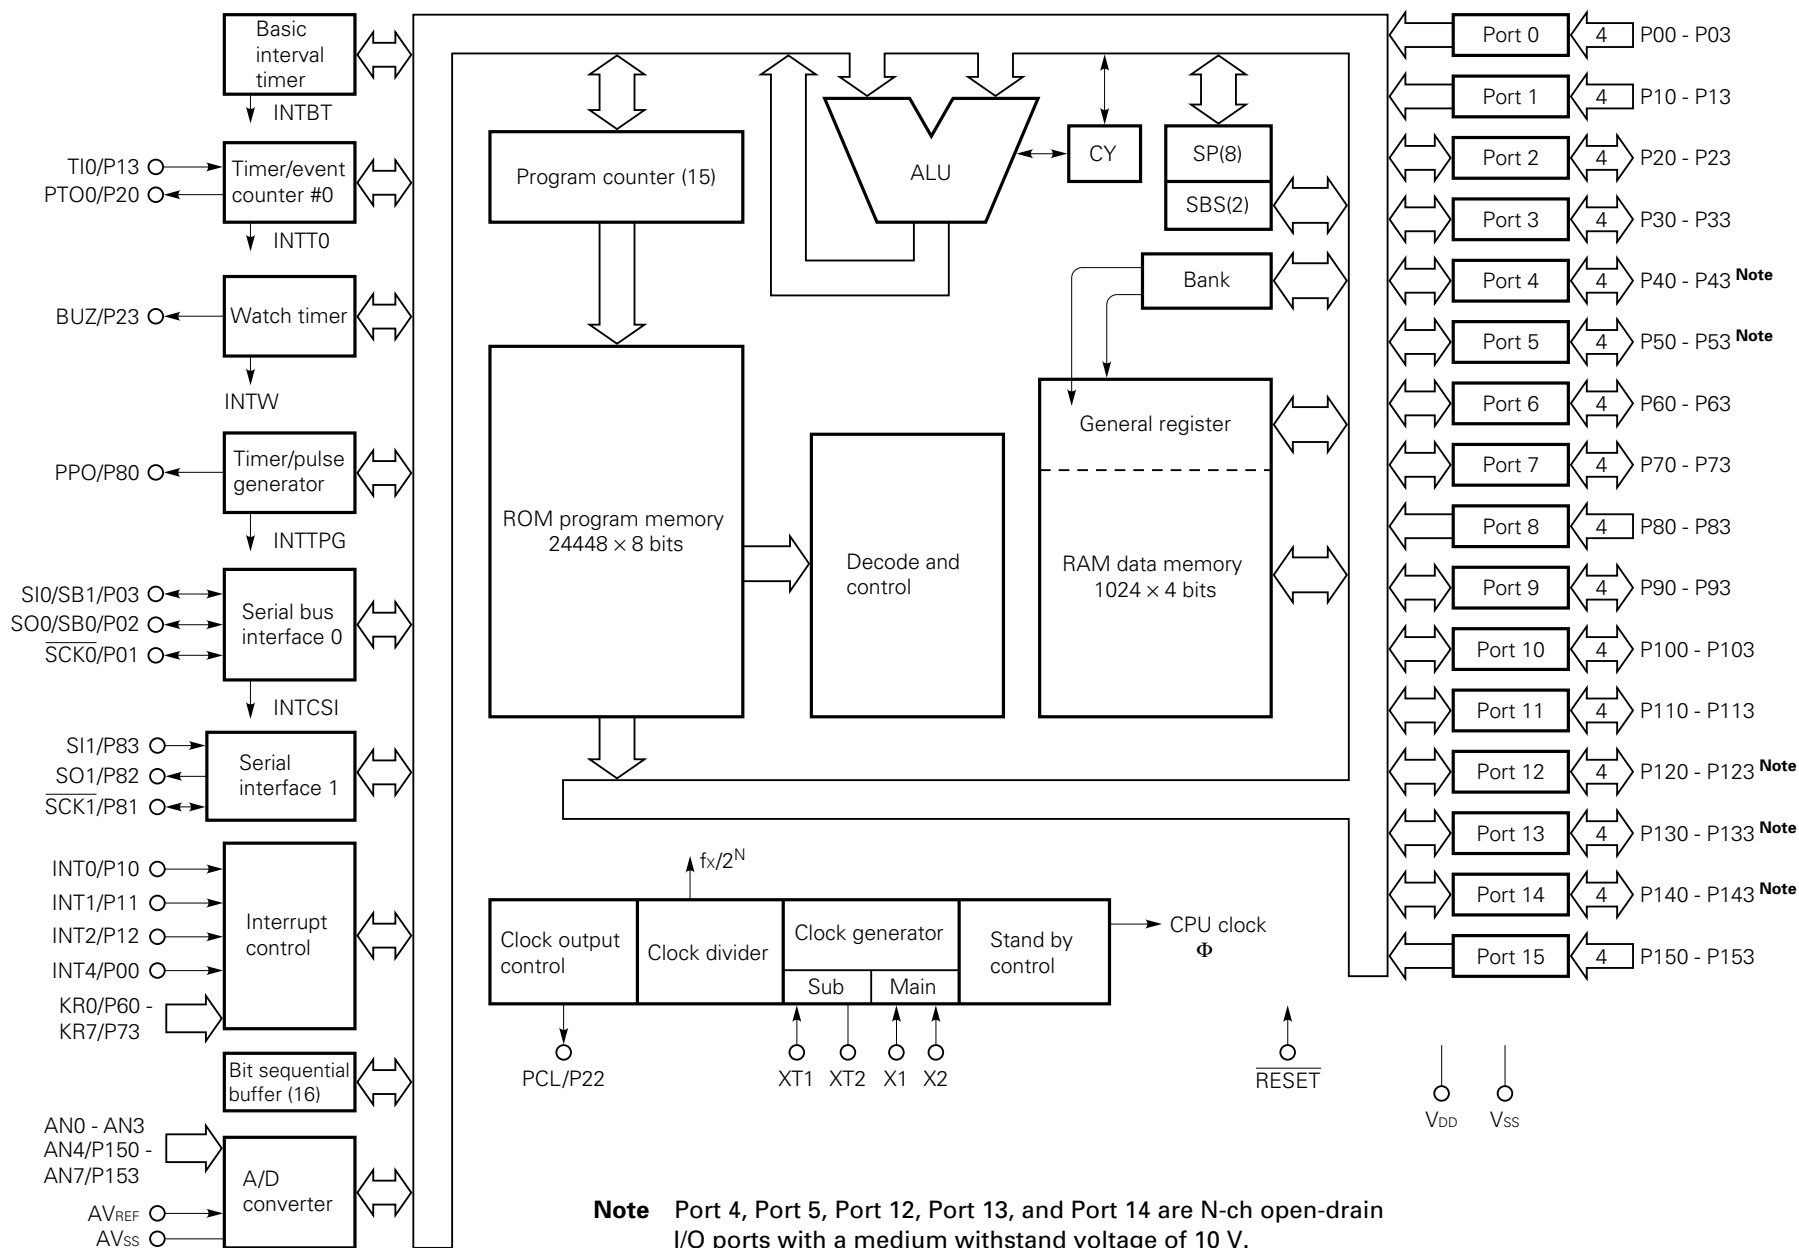 Basic
interval
timer
INTBT
TI0/P13
PTO0/P20
Timer/event
counter #0
INTT0
BUZ/P23
Watch timer
INTW
PPO/P80
Timer/pulse
generator
INTTPG
SI0/SB1/P03
SO0/SB0/P02
SCK0/P01
Serial bus
interface 0
INTCSI
SI1/P83
SO1/P82
SCK1/P81
Serial
interface 1
INT0/P10
INT1/P11
INT2/P12
INT4/P00
KR0/P60 -
KR7/P73
Interrupt
control
Bit sequential
buffer (16)
AN0 - AN3
AN4/P150 -
AN7/P153
AVREF
AVSS
A/D
converter
Program counter (15)
ALU
CY
SP(8)
SBS(2)
Bank
ROM program memory
24448 × 8 bits
Decode and
control
General register
RAM data memory
1024 × 4 bits
fX/2N
Clock output
control
Clock divider
Clock generator
Sub
Main
Stand by
control
CPU clock
Φ
PCL/P22
XT1
XT2
X1
X2
RESET
VDD
VSS
Port 0 4 P00 - P03
Port 1 4 P10 - P13
Port 2 4 P20 - P23
Port 3 4 P30 - P33
Port 4 4 P40 - P43 Note
Port 5 4 P50 - P53 Note
Port 6 4 P60 - P63
Port 7 4 P70 - P73
Port 8 4 P80 - P83
Port 9 4 P90 - P93
Port 10 4 P100 - P103
Port 11 4 P110 - P113
Port 12 4 P120 - P123 Note
Port 13 4 P130 - P133 Note
Port 14 4 P140 - P143 Note
Port 15 4 P150 - P153
Note Port 4, Port 5, Port 12, Port 13, and Port 14 are N-ch open-drain
I/O ports with a medium withstand voltage of 10 V.